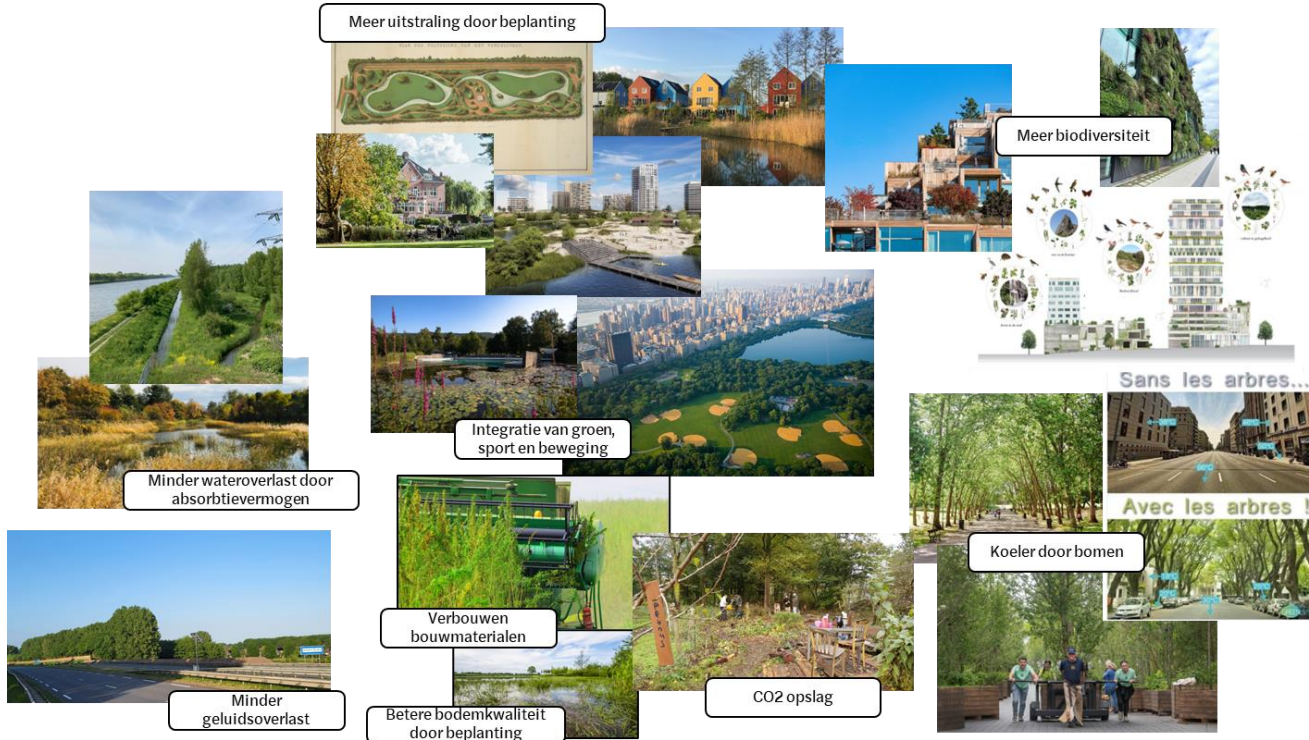 Meer uitstraling door beplanting
Meer biodiversiteit
Sans les arbres...
Integratie van groen,
sport en beweging
Minder wateroverlast door
absorbtievermogen
Avec les arbres !
Koeler door bomen
Verbouwen
bouwmaterialen
Minder
geluidsoverlast
CO2 opslag
Betere bodemkwaliteit
door beplanting